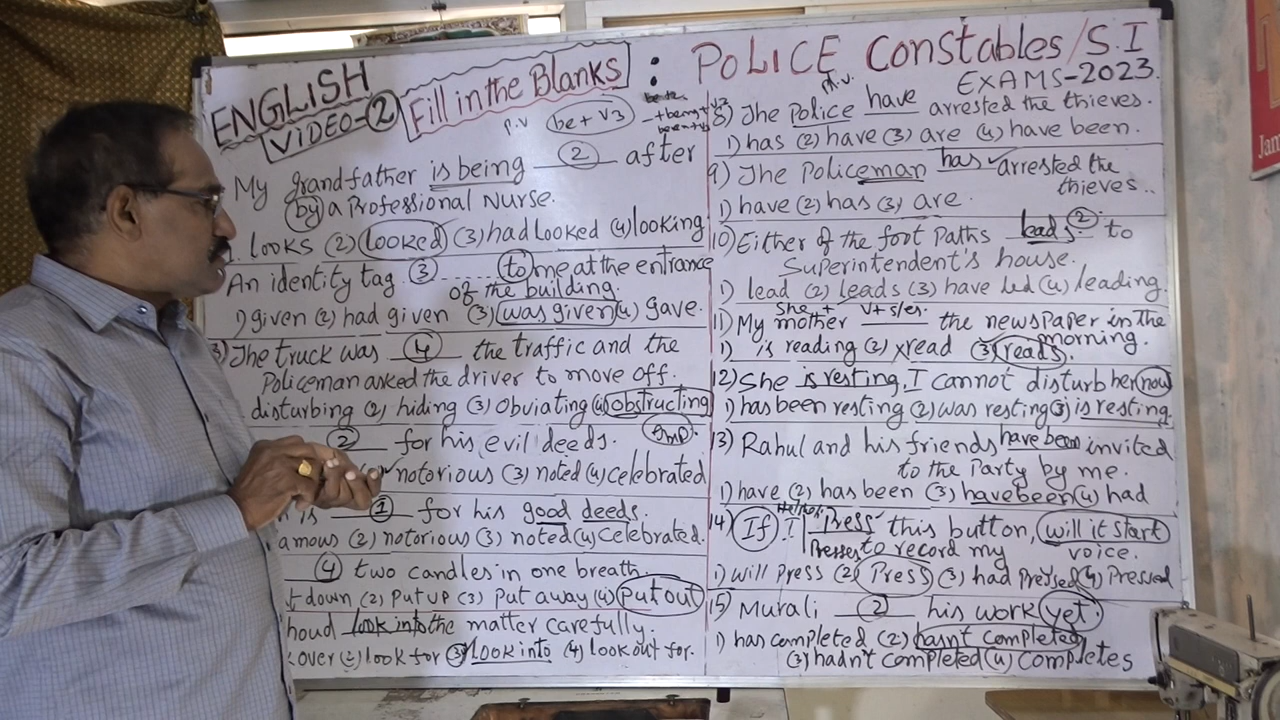 ENGLISH
VIDEO-2
Fill in the Blanks :
POLICE Constables/S.I
EXAMS-2023.
P.V
be + V3
My grandfather is being 2 after
by a Professional Nurse.
looks (2) looked (3) had looked (4) looking
An identity tag 3 to me at the entrance
of the building.
1) given (2) had given (3) was given (4) gave.
3) The truck was 4 the traffic and the
Policeman asked the driver to move off.
disturbing (2) hiding (3) Obviating (4) obstructing
Imp.
2 for his evil deeds.
notorious (3) noted (4) celebrated
is 1 for his good deeds.
amous (2) notorious (3) noted (4) celebrated.
4 two candles in one breath.
t down (2) Put up (3) Put away (4) Put out
houd look into the matter carefully.
over (2) look for (3) look into (4) look out for.
P.V.
8) The Police have arrested the thieves.
1) has (2) have (3) are (4) have been.
9) The Policeman has arrested the
thieves..
1) have (2) has (3) are.
10) Either of the foot Paths leads 2 to
Superintendent's house.
1) lead (2) leads (3) have led (4) leading
She + V+s/es.
11) My mother the newspaper in the
morning.
1) is reading (2) x read (3) reads.
12) She is resting, I cannot disturb her now
1) has been resting (2) was resting (3) is resting
13) Rahul and his friends have been invited
to the Party by me.
1) have (2) has been (3) have been (4) had
14) If I Press this button, will it start
Presses to record my voice.
1) will Press (2) Press (3) had Pressed (4) Pressed
15) Murali 2 his work yet
1) has completed (2) hasn't completed
(3) hadn't completed (4) completes
Jan